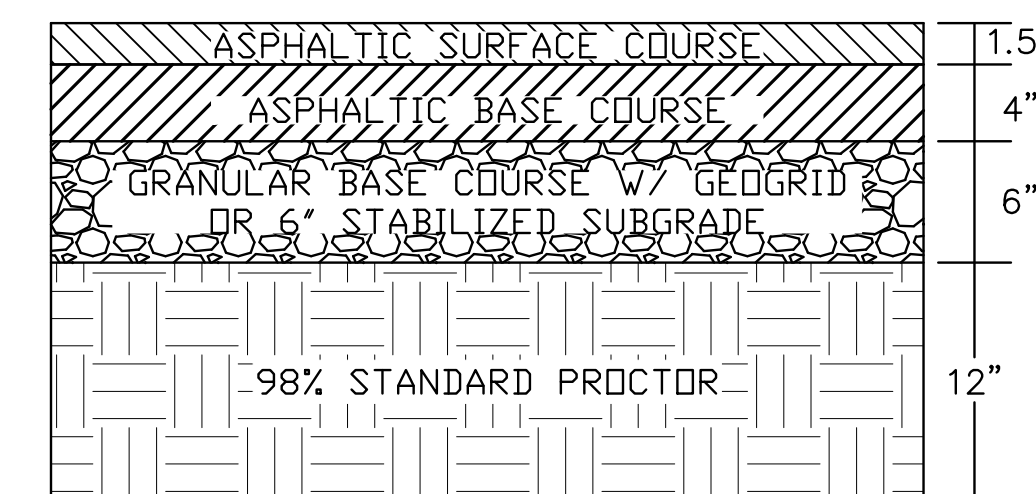 ASPHALTIC SURFACE COURSE
1.5
ASPHALTIC BASE COURSE
4"
GRANULAR BASE COURSE W/ GEOGRID
OR 6" STABILIZED SUBGRADE
6"
98% STANDARD PROCTOR
12"